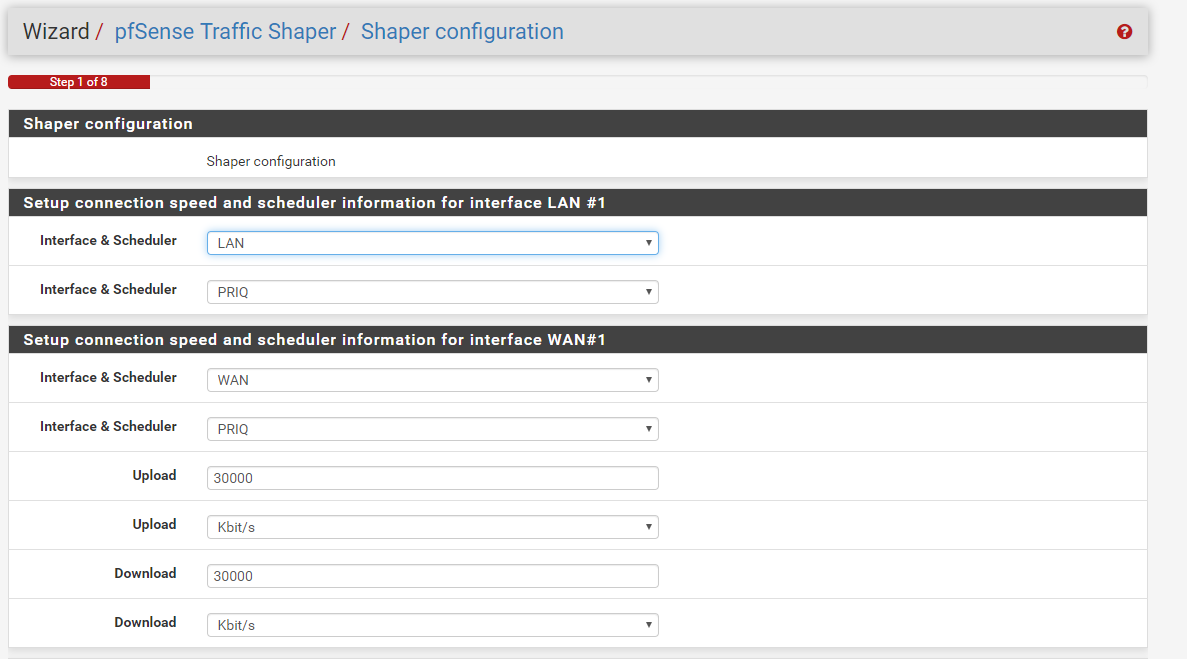 Wizard / pfSense Traffic Shaper / Shaper configuration
Step 1 of 8
Shaper configuration
Shaper configuration
Setup connection speed and scheduler information for interface LAN #1
Interface & Scheduler LAN
Interface & Scheduler PRIQ
Setup connection speed and scheduler information for interface WAN#1
Interface & Scheduler WAN
Interface & Scheduler PRIQ
Upload 30000
Upload Kbit/s
Download 30000
Download Kbit/s